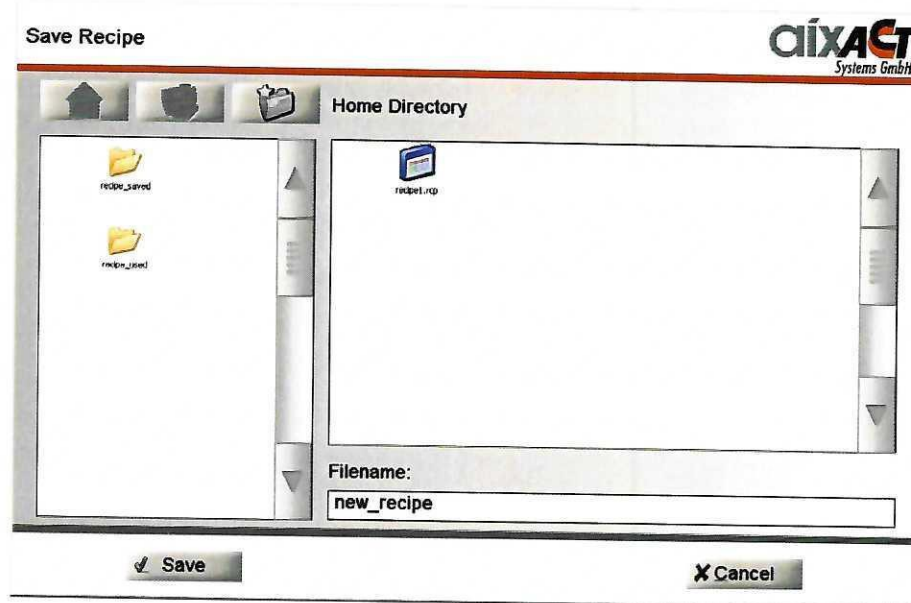 Save Recipe
aixACT
Systems GmbH
Home Directory
recipe_saved
recipe_used
recipe1.rcp
Filename:
new_recipe
Save
Cancel